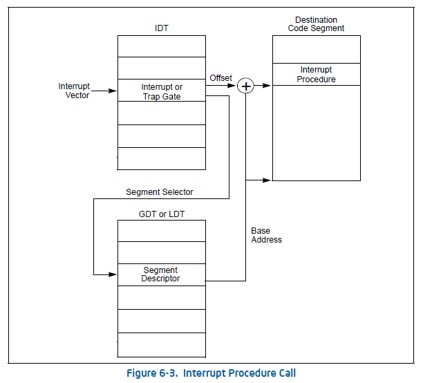 IDT
Destination
Code Segment
Interrupt
Vector
Interrupt or
Trap Gate
Offset
+
Interrupt
Procedure
Segment Selector
GDT or LDT
Segment
Descriptor
Base
Address
Figure 6-3. Interrupt Procedure Call